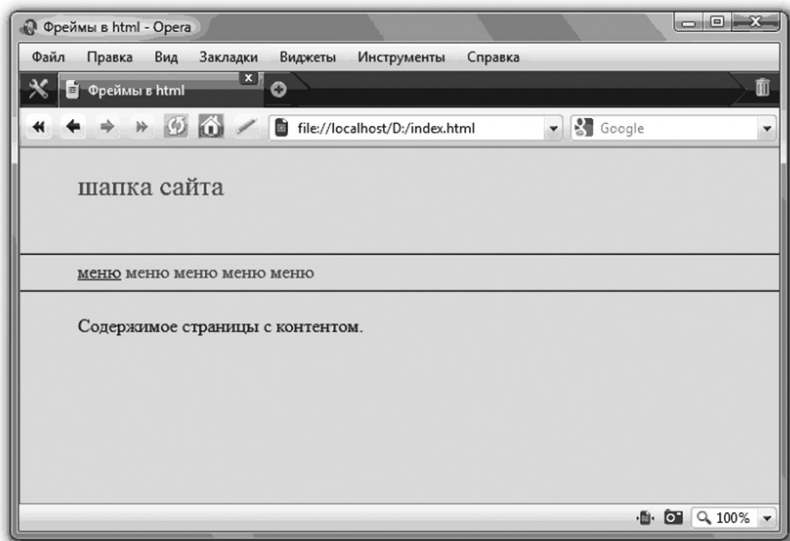 Фреймы в html - Opera
Файл Правка Вид Закладки Виджеты Инструменты Справка
Фреймы в html
file://localhost/D:/index.html Google
шапка сайта
меню меню меню меню меню
Содержимое страницы с контентом.
100%